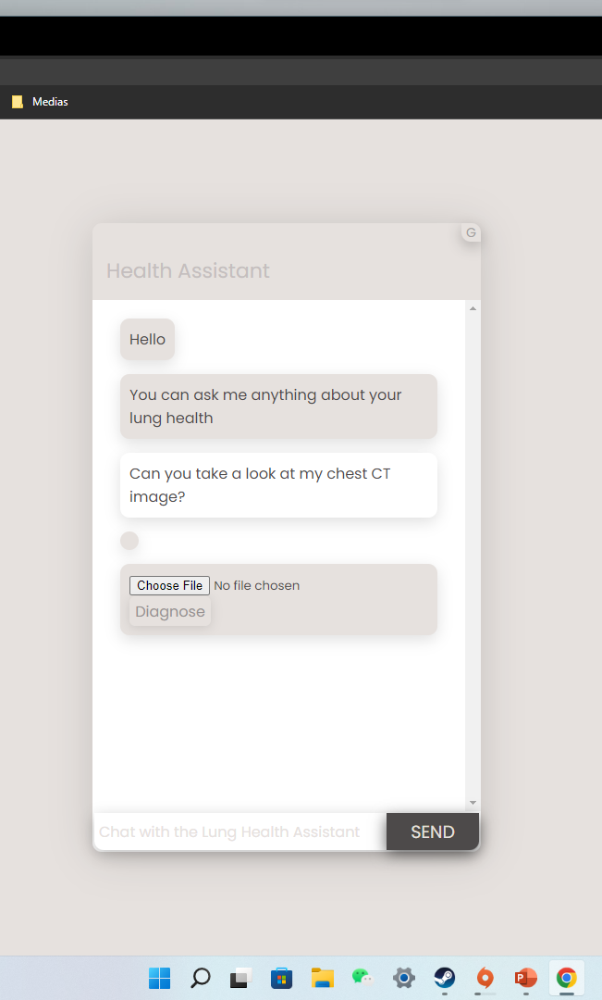 Medias
G
Health Assistant
Hello
You can ask me anything about your
lung health
Can you take a look at my chest CT
image?
Choose File No file chosen
Diagnose
Chat with the Lung Health Assistant
SEND